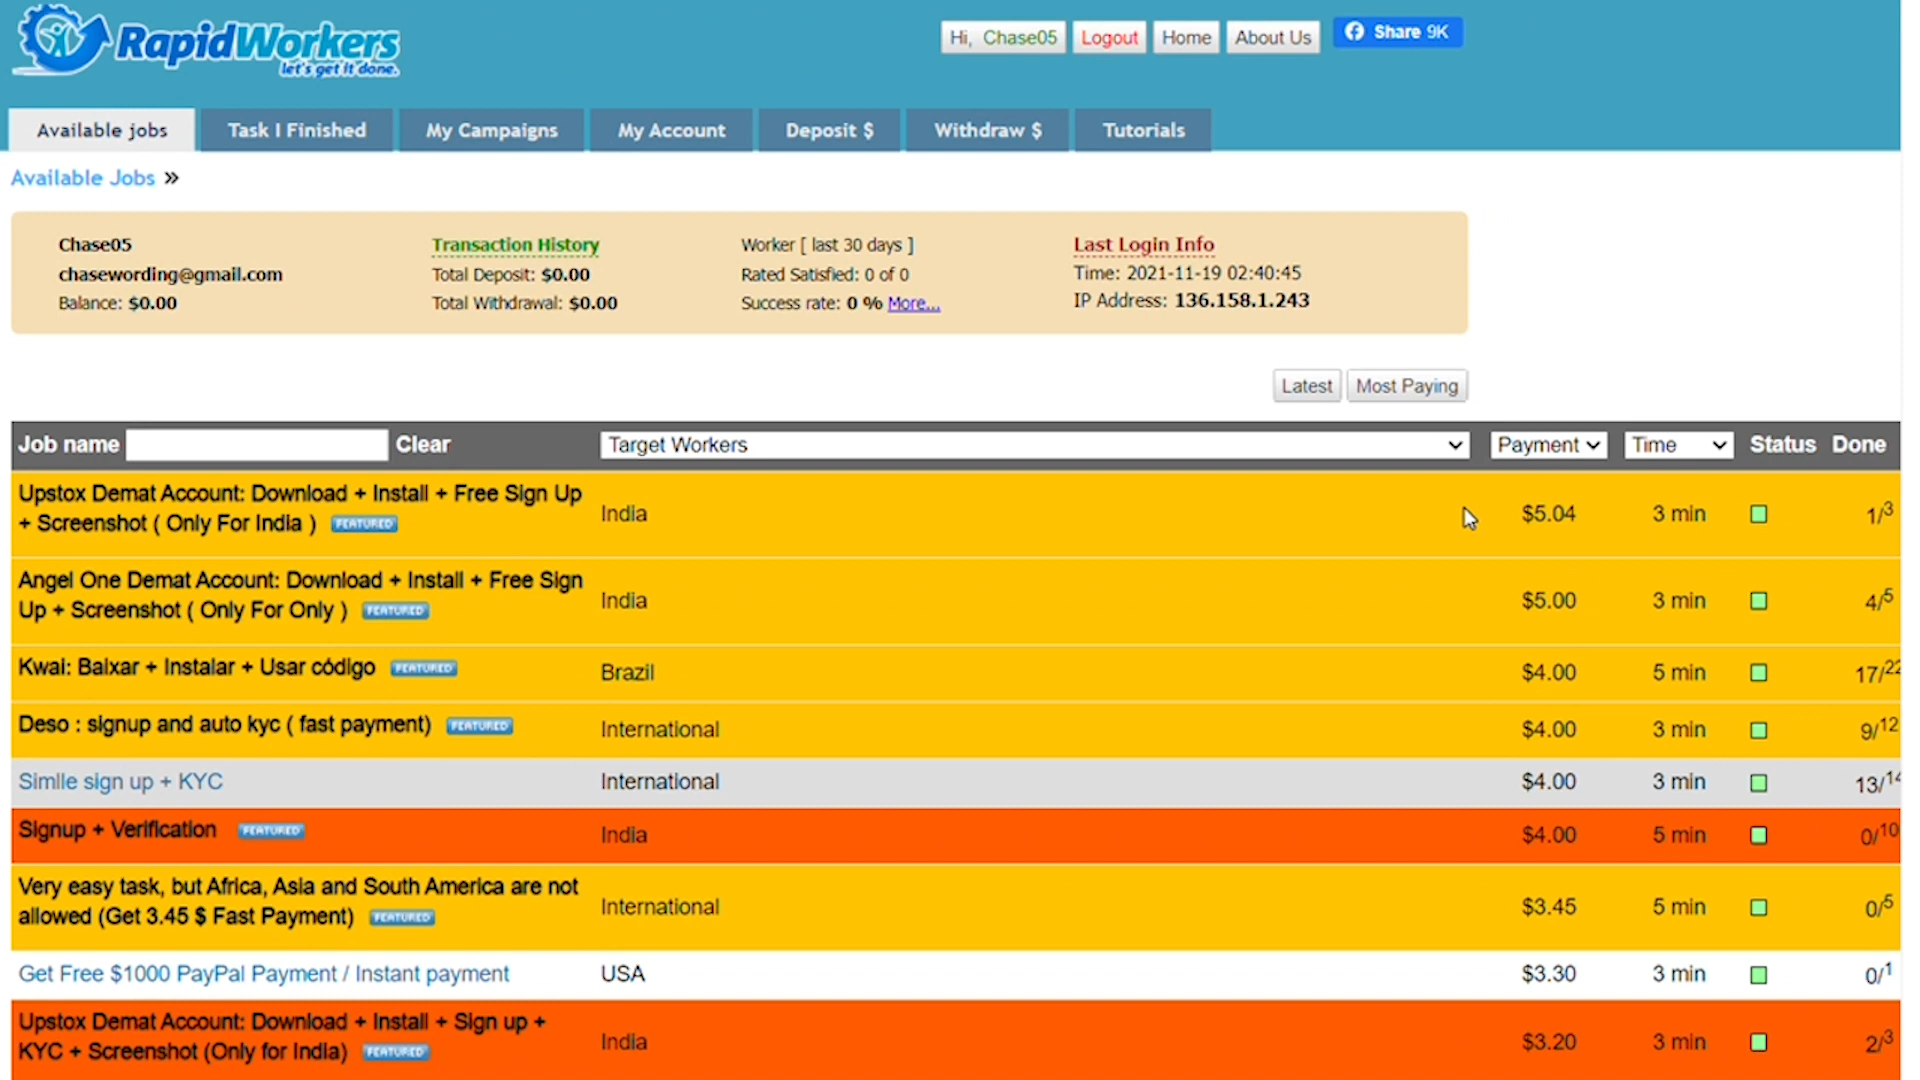 RapidWorkers
let's get it done.
Hi, Chase05 Logout Home About Us Share 9K
Available jobs Task I Finished My Campaigns My Account Deposit $ Withdraw $ Tutorials
Available Jobs »
Chase05 Transaction History Worker [ last 30 days ] Last Login Info
chasewording@gmail.com Total Deposit: $0.00 Rated Satisfied: 0 of 0 Time: 2021-11-19 02:40:45
Balance: $0.00 Total Withdrawal: $0.00 Success rate: 0 % More... IP Address: 136.158.1.243
Latest Most Paying
Job name Clear Target Workers Payment Time Status Done
Upstox Demat Account: Download + Install + Free Sign Up
+ Screenshot ( Only For India ) FEATURED India $5.04 3 min 1/3
Angel One Demat Account: Download + Install + Free Sign
Up + Screenshot ( Only For Only ) FEATURED India $5.00 3 min 4/5
Kwai: Baixar + Instalar + Usar código FEATURED Brazil $4.00 5 min 17/22
Deso : signup and auto kyc ( fast payment) FEATURED International $4.00 3 min 9/12
Simlle sign up + KYC International $4.00 3 min 13/14
Signup + Verification FEATURED India $4.00 5 min 0/10
Very easy task, but Africa, Asia and South America are not
allowed (Get 3.45 $ Fast Payment) FEATURED International $3.45 5 min 0/5
Get Free $1000 PayPal Payment / Instant payment USA $3.30 3 min 0/1
Upstox Demat Account: Download + Install + Sign up +
KYC + Screenshot (Only for India) FEATURED India $3.20 3 min 2/3